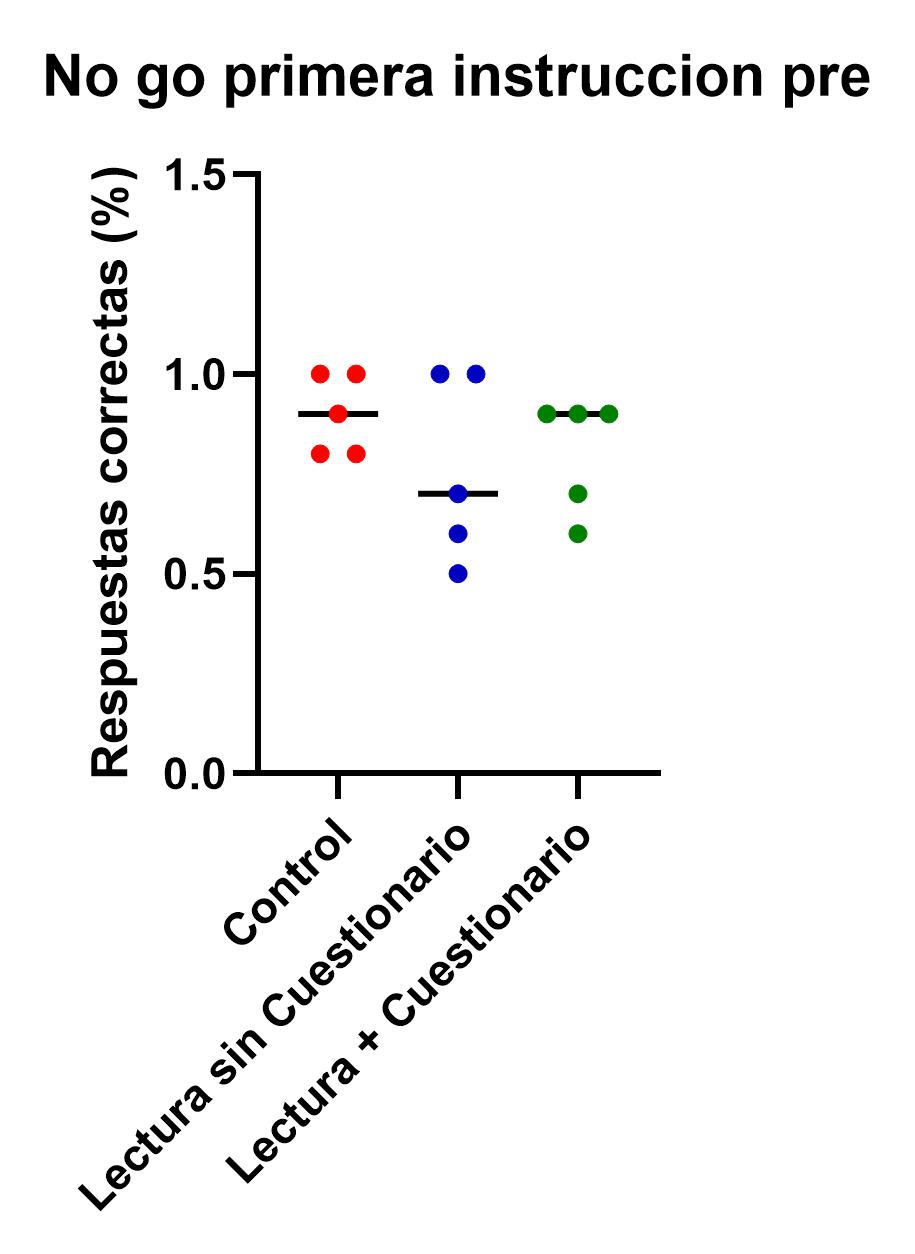 No go primera instruccion pre
Respuestas correctas (%)
1.5
1.0
0.5
0.0
Control
Lectura sin Cuestionario
Lectura + Cuestionario